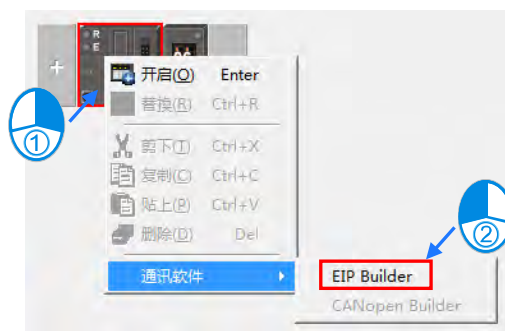 R
E
+
开启(O) Enter
替换(R) Ctrl+R
剪下(T) Ctrl+X
复制(C) Ctrl+C
贴上(P) Ctrl+V
删除(D) Del
通讯软件
①
②
EIP Builder
CANopen Builder